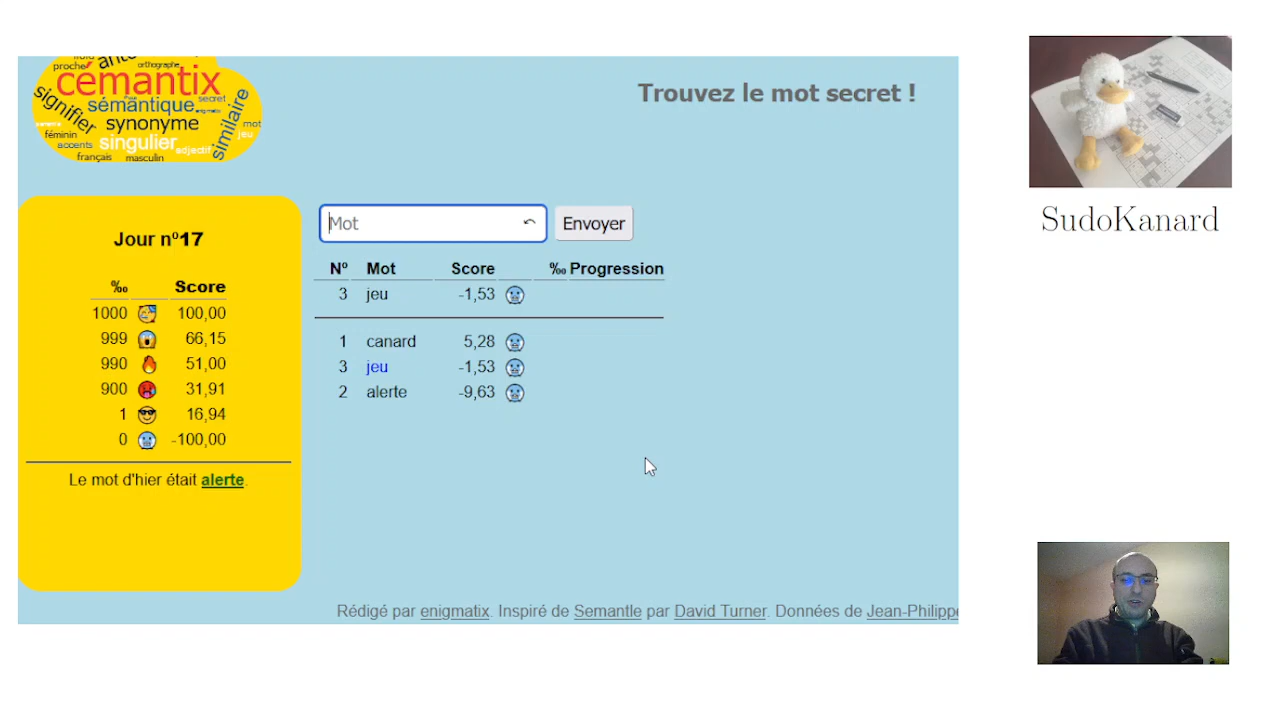 proche
orthographe
cémantix
signifier
sémantique
secret
enigmatix
synonyme
similaire
mot
féminin
jeu
accents
singulier
adjectif
français
masculin
Trouvez le mot secret !
SudoKanard
Mot
Envoyer
Jour nº17
‰ Score
1000 100,00
999 66,15
990 51,00
900 31,91
1 16,94
0 -100,00
Le mot d'hier était alerte.
Nº Mot Score ‰ Progression
3 jeu -1,53
1 canard 5,28
3 jeu -1,53
2 alerte -9,63
Rédigé par enigmatix. Inspiré de Semantle par David Turner. Données de Jean-Philippe